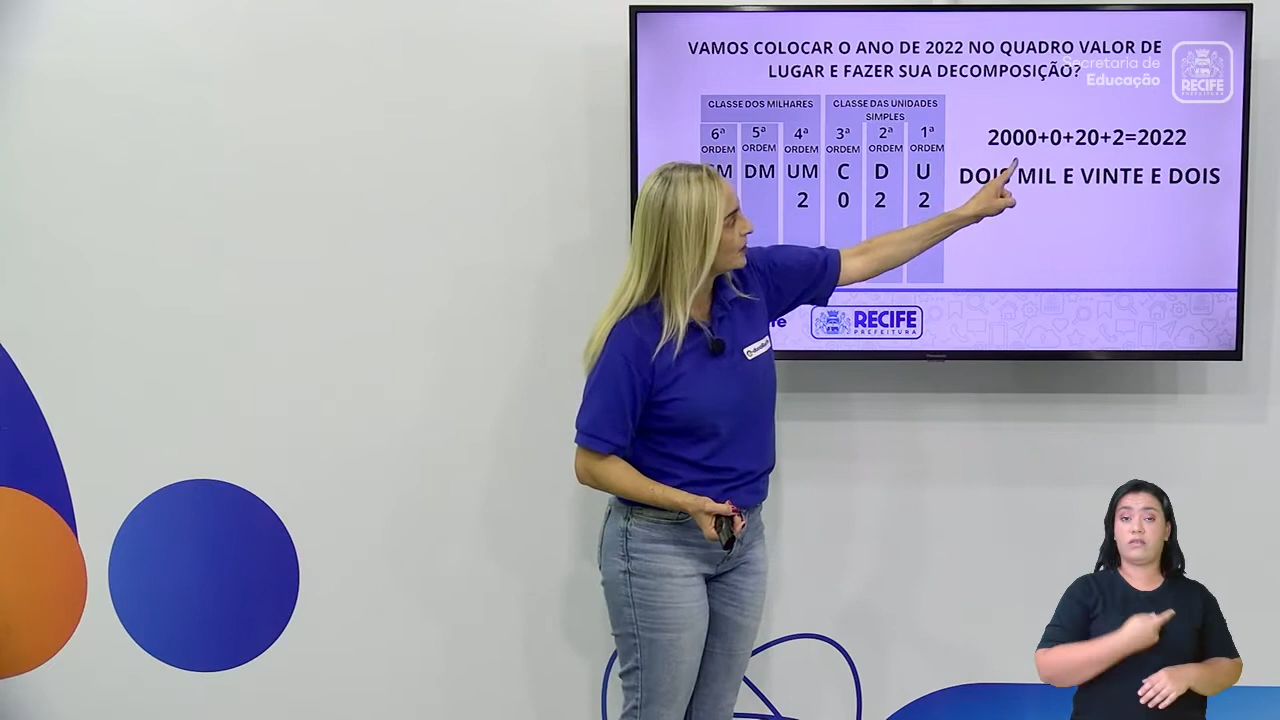 VAMOS COLOCAR O ANO DE 2022 NO QUADRO VALOR DE
LUGAR E FAZER SUA DECOMPOSIÇÃO?
Secretaria de
Educação
RECIFE
PREFEITURA
CLASSE DOS MILHARES
CLASSE DAS UNIDADES
SIMPLES
6ª 5ª 4ª 3ª 2ª 1ª
ORDEM ORDEM ORDEM ORDEM ORDEM ORDEM
DM UM C D U
2 0 2 2
2000+0+20+2=2022
DOIS MIL E VINTE E DOIS
RECIFE
PREFEITURA